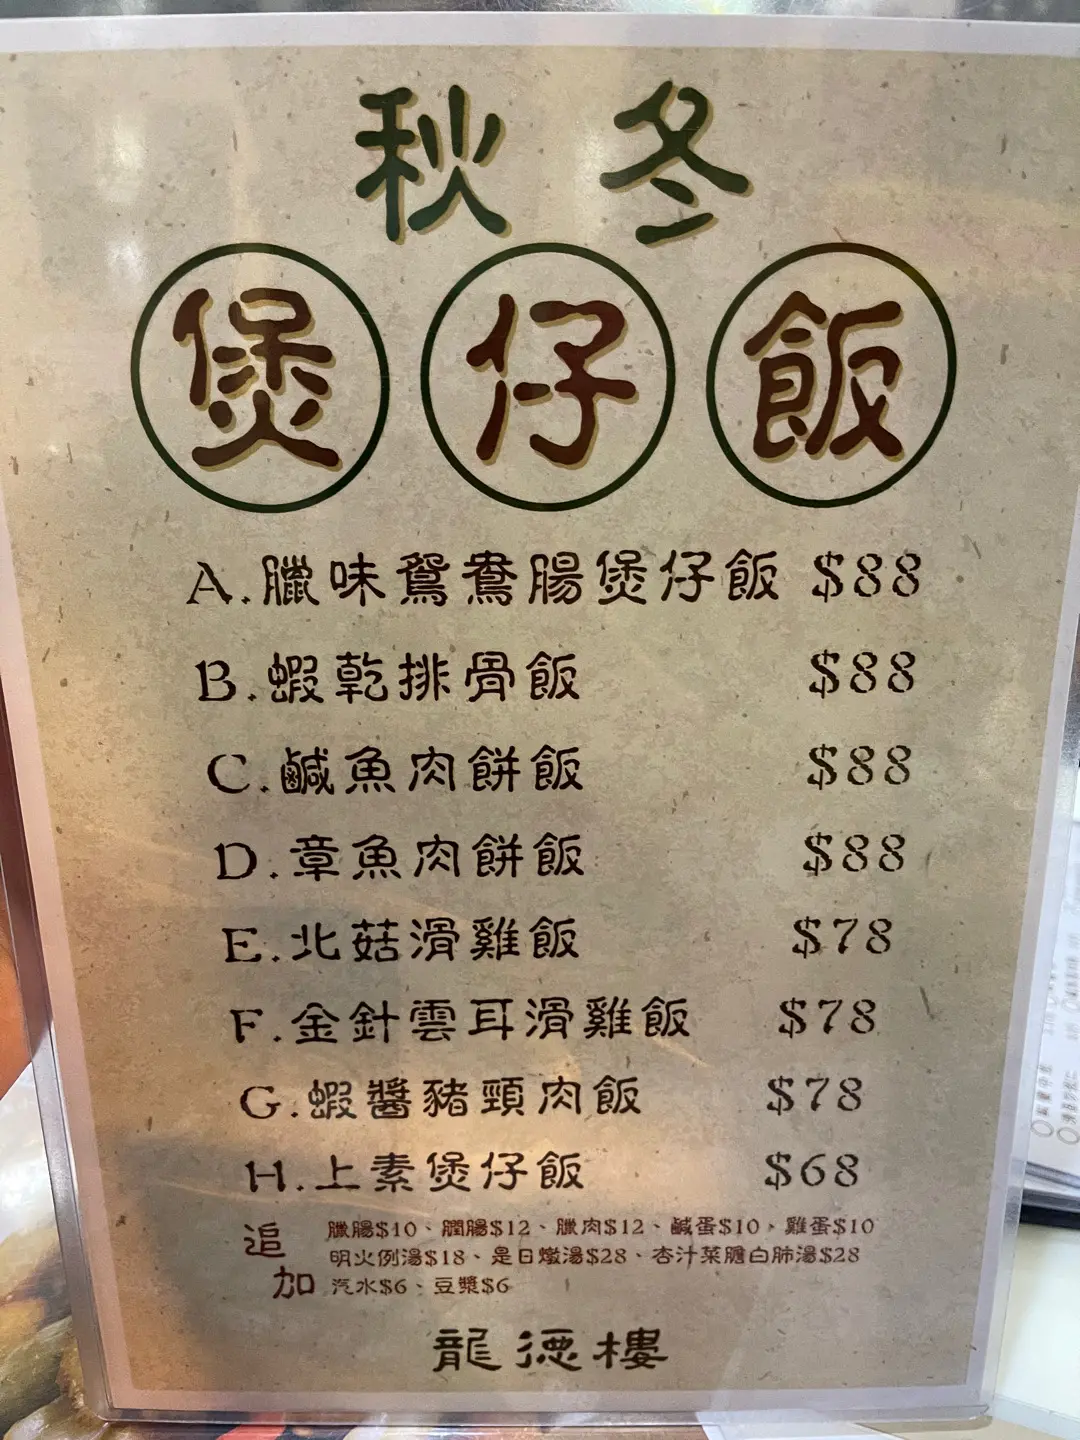 秋冬
煲仔飯
A.臘味鴛鴦腸煲仔飯 $88
B.蝦乾排骨飯 $88
C.鹹魚肉餅飯 $88
D.章魚肉餅飯 $88
E.北菇滑雞飯 $78
F.金針雲耳滑雞飯 $78
G.蝦醬豬頸肉飯 $78
H.上素煲仔飯 $68
追加
臘腸$10、膶腸$12、臘肉$12、鹹蛋$10，雞蛋$10
明火例湯$18、是日燉湯$28、杏汁菜膽白肺湯$28
汽水$6、豆漿$6
龍德樓